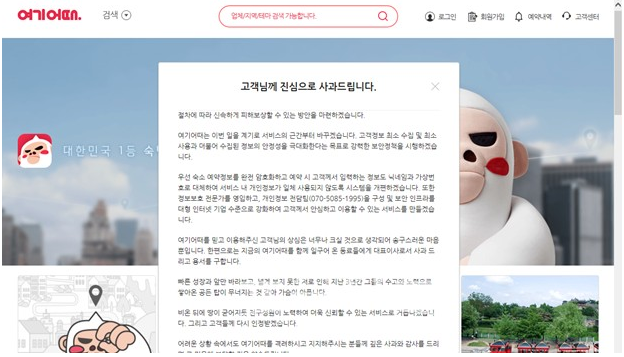 여기어때.
검색
업체/지역/테마 검색 가능합니다.
로그인
회원가입
예약내역
고객센터
고객님께 진심으로 사과드립니다.
절차에 따라 신속하게 피해보상할 수 있는 방안을 마련하겠습니다.
여기어때는 이번 일을 계기로 서비스의 근간부터 바꾸겠습니다. 고객정보 최소 수집 및 최소
사용과 더불어 수집된 정보의 안정성을 극대화한다는 목표로 강력한 보안정책을 시행하겠습
니다.
우선 숙소 예약정보를 완전 암호화하고 예약 시 고객께서 입력하는 정보도 닉네임과 가상번
호로 대체하여 서비스 내 개인정보가 일체 사용되지 않도록 시스템을 개편하겠습니다. 또한
정보보호 전문가를 영입하고, 개인정보 전담팀(070-5085-1995)을 구성 및 보안 인프라를
대형 인터넷 기업 수준으로 강화하여 고객께서 안심하고 이용할 수 있는 서비스를 만들겠습
니다.
여기어때를 믿고 이용해주신 고객님의 상심은 너무나 크실 것으로 생각되어 송구스러운 마음
뿐입니다. 한편으로는 지금의 여기어때를 함께 일구어 온 동료들에게 대표이사로서 사과 드
리고 용서를 구합니다.
빠른 성장과 앞만 바라보고, 옆을 보지 못한 저로 인해 지난 3년간 그들의 수고와 노력으로
쌓아온 공든 탑이 무너지는 것 같아 가슴이 아픕니다.
비온 뒤에 땅이 굳어지듯 전구성원이 노력하여 더욱 신뢰할 수 있는 서비스로 거듭나겠습니
다. 그리고 고객들께 다시 인정받겠습니다.
어려운 상황 속에서도 여기어때를 격려하시고 지지해주시는 분들께 깊은 사과와 감사를 드리
대한민국 1등 숙